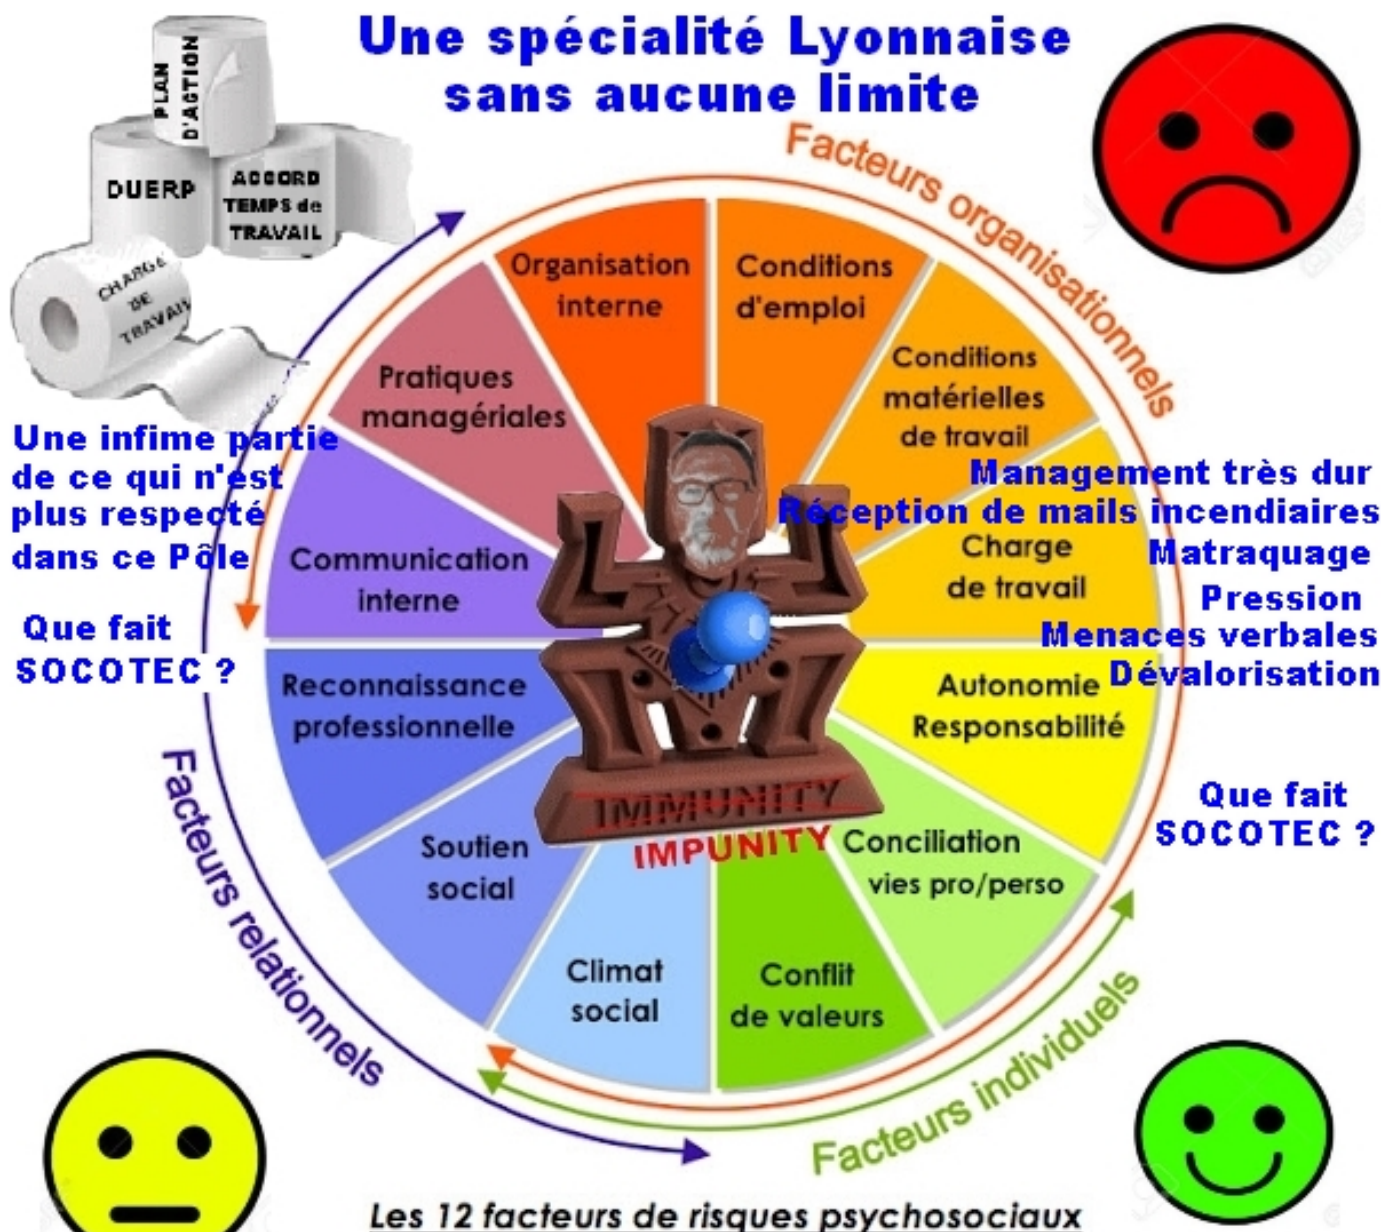 Une spécialité Lyonnaise
sans aucune limite
PLAN
D'ACTION
DUERP
ACCORD
TEMPS de
TRAVAIL
CHARGE
DE
TRAVAIL
Une infime partie
de ce qui n'est
plus respecté
dans ce Pôle
Que fait
SOCOTEC ?
Facteurs organisationnels
Organisation
interne
Conditions
d'emploi
Conditions
matérielles
de travail
Management très dur
Réception de mails incendiaires
Matraquage
Pression
Menaces verbales
Dévalorisation
Charge
de travail
Autonomie
Responsabilité
Que fait
SOCOTEC ?
Conciliation
vies pro/perso
Conflit
de valeurs
Climat
social
Soutien
social
Reconnaissance
professionnelle
Communication
interne
Pratiques
managériales
IMMUNITY
IMPUNITY
Facteurs relationnels
Facteurs individuels
Les 12 facteurs de risques psychosociaux